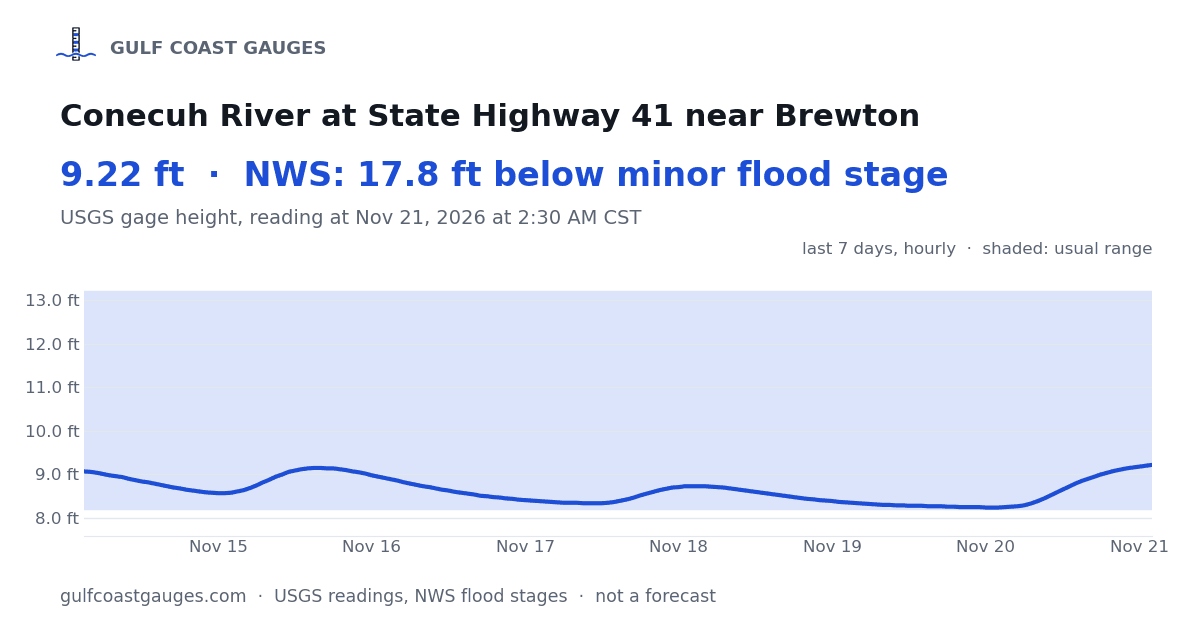 GULF COAST GAUGES
Conecuh River at State Highway 41 near Brewton
9.22 ft · NWS: 17.8 ft below minor flood stage
USGS gage height, reading at Nov 21, 2026 at 2:30 AM CST
last 7 days, hourly · shaded: usual range
13.0 ft
12.0 ft
11.0 ft
10.0 ft
9.0 ft
8.0 ft
Nov 15 Nov 16 Nov 17 Nov 18 Nov 19 Nov 20 Nov 21
gulfcoastgauges.com · USGS readings, NWS flood stages · not a forecast